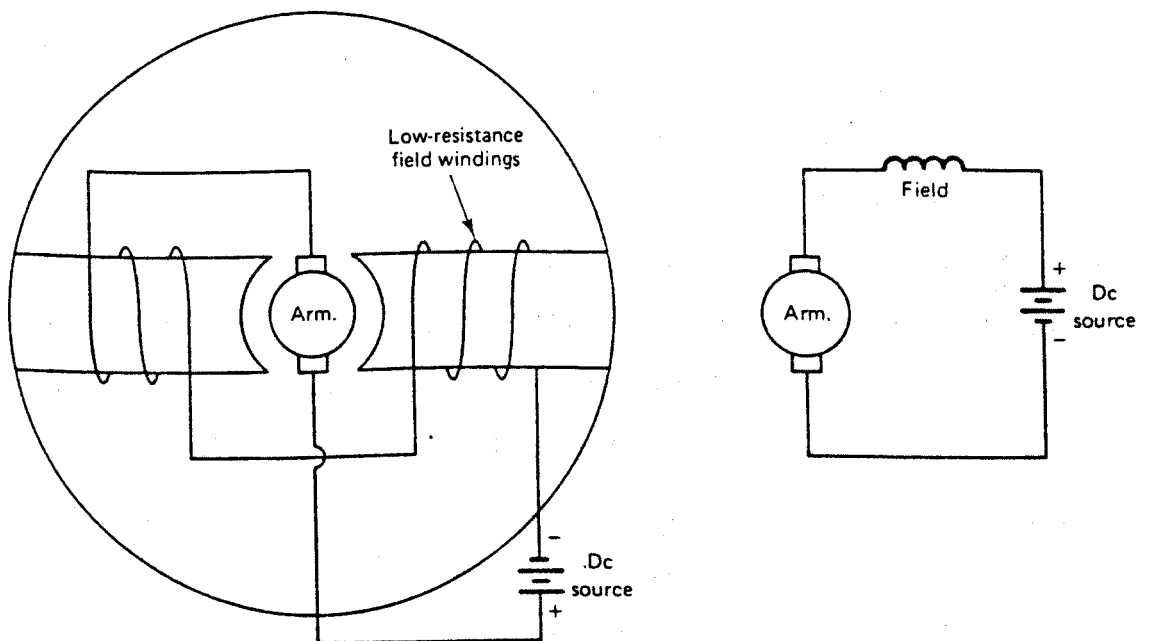 Low-resistance
field windings
Arm.
-
.Dc
source
+
Field
Arm.
+
Dc
source
-